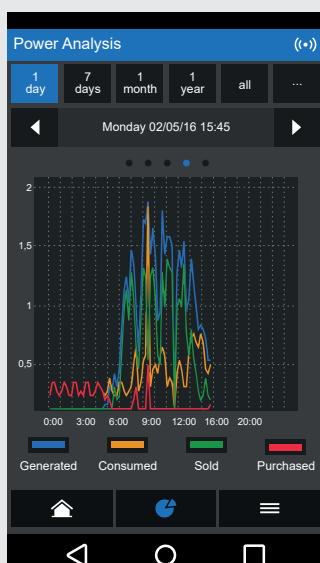 Power Analysis
1 day
7 days
1 month
1 year
all
...
Monday 02/05/16 15:45
2
1,5
1
0,5
0:00 3:00 6:00 9:00 12:00 16:00 20:00
Generated Consumed Sold Purchased